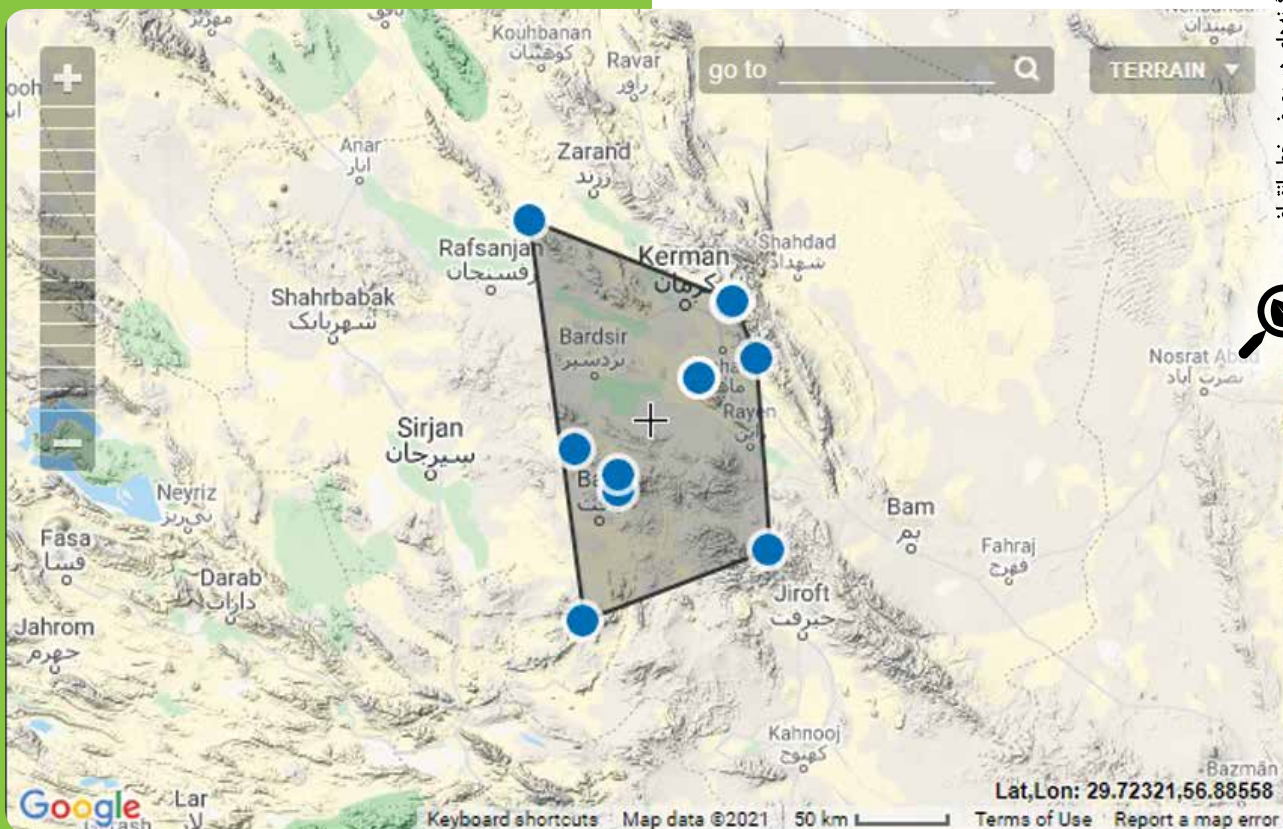 Kouhbanan
کوهبنان
Ravar
راور
go to
TERRAIN
Anar
انار
Zarand
زرند
Rafsanjan
رفسنجان
Kerman
کرمان
Shahdad
شهداد
Shahrbabak
شهربابک
Bardsir
بردسیر
Nosrat Abad
نصرت آباد
Rayen
Sirjan
سیرجان
Neyriz
نی‌ریز
Bam
بم
Fasa
فسا
Fahraj
فهرج
Darab
داراب
Jiroft
جیرفت
Jahrom
جهرم
Kahnooj
کهنوج
Bazmān
Lat,Lon: 29.72321,56.88558
Google
Lar
Keyboard shortcuts
Map data ©2021
50 km
Terms of Use
Report a map error